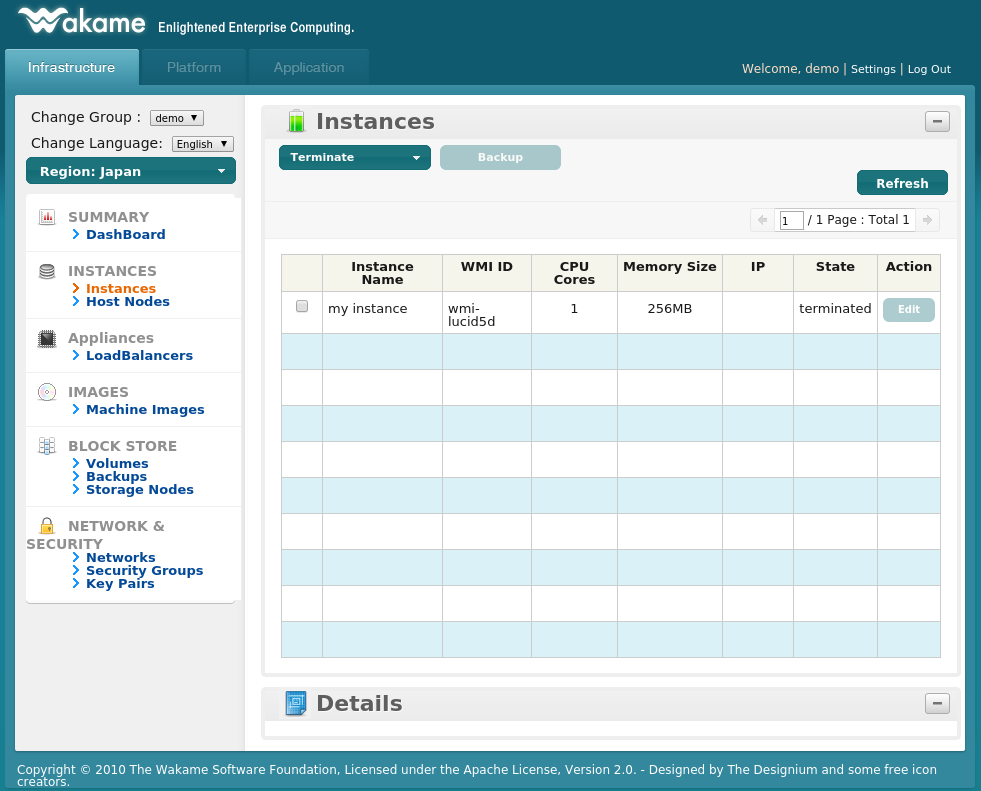 Wakame Enlightened Enterprise Computing.
Infrastructure Platform Application
Welcome, demo | Settings | Log Out
Change Group : demo
Change Language: English
Region: Japan
SUMMARY
DashBoard
INSTANCES
Instances
Host Nodes
Appliances
LoadBalancers
IMAGES
Machine Images
BLOCK STORE
Volumes
Backups
Storage Nodes
NETWORK &
SECURITY
Networks
Security Groups
Key Pairs
Instances
Terminate Backup
Refresh
1 / 1 Page : Total 1
Instance Name WMI ID CPU Cores Memory Size IP State Action
my instance wmi-lucid5d 1 256MB terminated Edit
Details
Copyright © 2010 The Wakame Software Foundation, Licensed under the Apache License, Version 2.0. - Designed by The Designium and some free icon
creators.